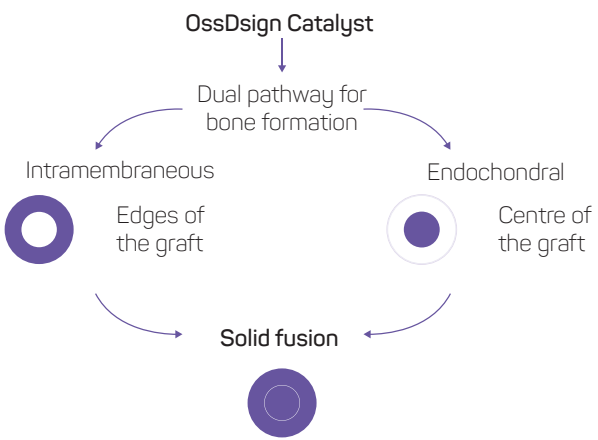 OssDsign Catalyst
Dual pathway for
bone formation
Intramembraneous
Edges of
the graft
Endochondral
Centre of
the graft
Solid fusion